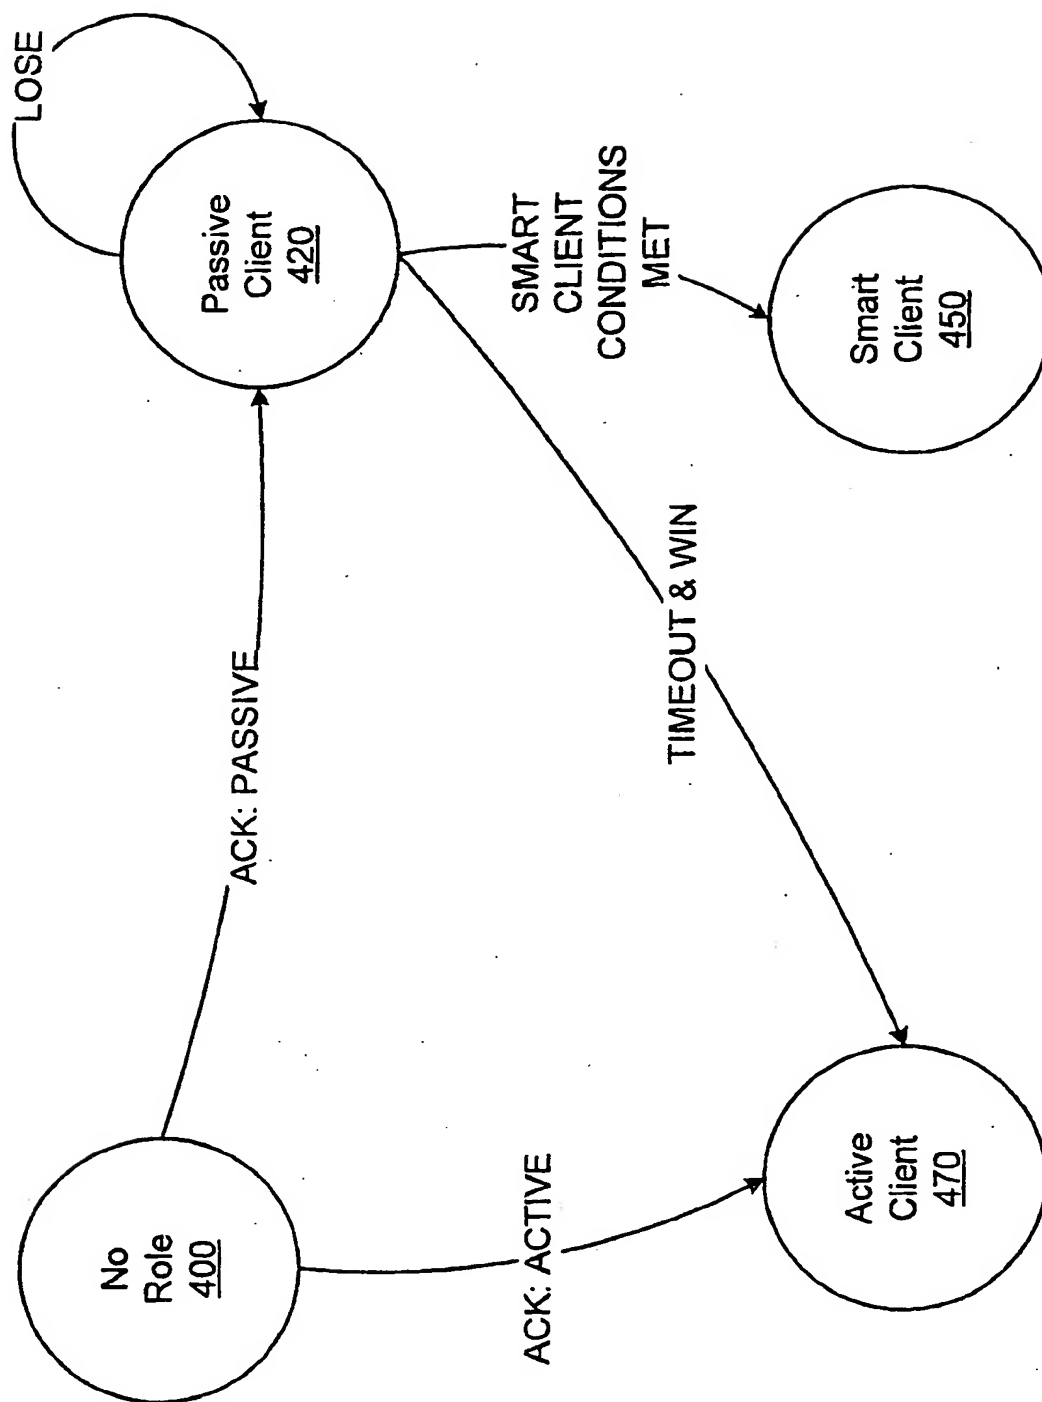 No
Role
400
ACK: PASSIVE
Passive
Client
420
LOSE
ACK: ACTIVE
TIMEOUT & WIN
SMART
CLIENT
CONDITIONS
MET
Active
Client
470
Smart
Client
450